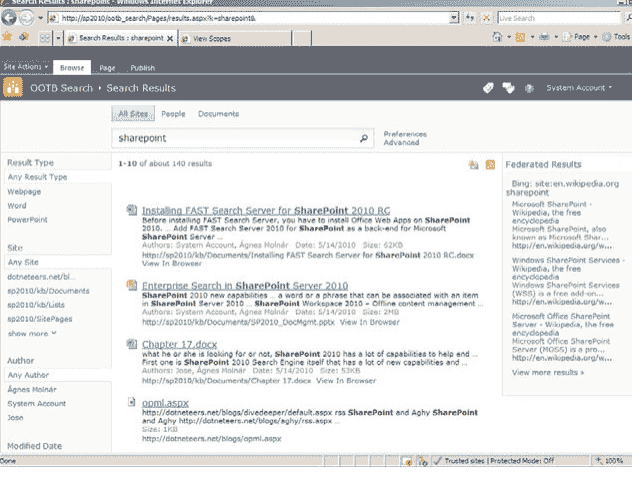 Search Results : sharepoint - Windows Internet Explorer
http://sp2010/ootb_search/Pages/results.aspx?k=sharepoint&
Live Search
Search Results : sharepoint
View Scopes
Page
Tools
Site Actions
Browse
Page
Publish
OOTB Search
Search Results
System Account
All Sites
People
Documents
sharepoint
Preferences
Advanced
Result Type
Any Result Type
Webpage
Word
PowerPoint
Site
Any Site
dotneteers.net/bl...
sp2010/kb/Documents
sp2010/kb/Lists
sp2010/SitePages
show more
Author
Any Author
Ágnes Molnár
System Account
Jose
Modified Date
1-10 of about 140 results
Installing FAST Search Server for SharePoint 2010 RC
Before installing FAST Search Server, you have to install Office Web Apps on SharePoint
2010. ... Add FAST Search Server 2010 for SharePoint as a back-end for Microsoft
SharePoint Server ...
Authors: System Account, Ágnes Molnár Date: 5/14/2010 Size: 62KB
http://sp2010/kb/Documents/Installing FAST Search Server for SharePoint 2010 RC.docx
View In Browser
Enterprise Search in SharePoint Server 2010
SharePoint 2010 new capabilities ... a word or a phrase that can be associated with an item
in SharePoint Server 2010 ... SharePoint Workspace 2010 – Offline content management ...
Authors: System Account, Ágnes Molnár Date: 5/14/2010 Size: 2MB
http://sp2010/kb/Documents/SP2010_DocMgmt.pptx View In Browser
Chapter 17.docx
what he or she is looking for or not, SharePoint 2010 has a lot of capabilities to help end ...
First one is SharePoint 2010 Search Engine itself that has a lot of new capabilities and ...
Authors: Jose, Ágnes Molnár Date: 5/14/2010 Size: 53KB
http://sp2010/kb/Documents/Chapter 17.docx View In Browser
opml.aspx
http://dotneteers.net/blogs/divedeeper/default.aspx rss SharePoint and Aghy SharePoint
and Aghy http://dotneteers.net/blogs/aghy/rss.aspx ...
Size: 1KB
http://dotneteers.net/blogs/opml.aspx
Federated Results
Bing: site:en.wikipedia.org
sharepoint
Microsoft SharePoint -
Wikipedia, the free
encyclopedia
Microsoft SharePoint, also
known as Microsoft Shar...
http://en.wikipedia.org/w...
Windows SharePoint Services -
Wikipedia, the free
encyclopedia
Windows SharePoint Services
(WSS) is a free add-on...
http://en.wikipedia.org/w...
Microsoft Office SharePoint
Server - Wikipedia, the free
encyclopedia
Microsoft Office SharePoint
Server (MOSS) is a pro...
http://en.wikipedia.org/w...
View more results »
Done
Trusted sites | Protected Mode: Off
100%